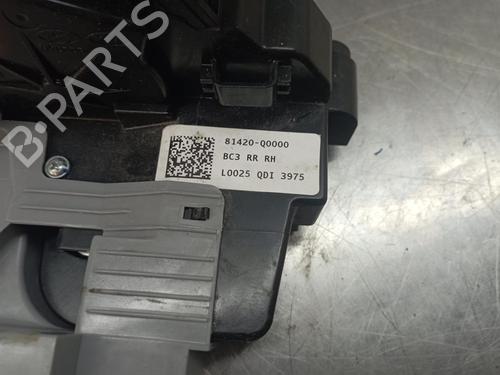 81420-Q0000
BC3 RR RH
L0025 QDI 3975
B-PARTS